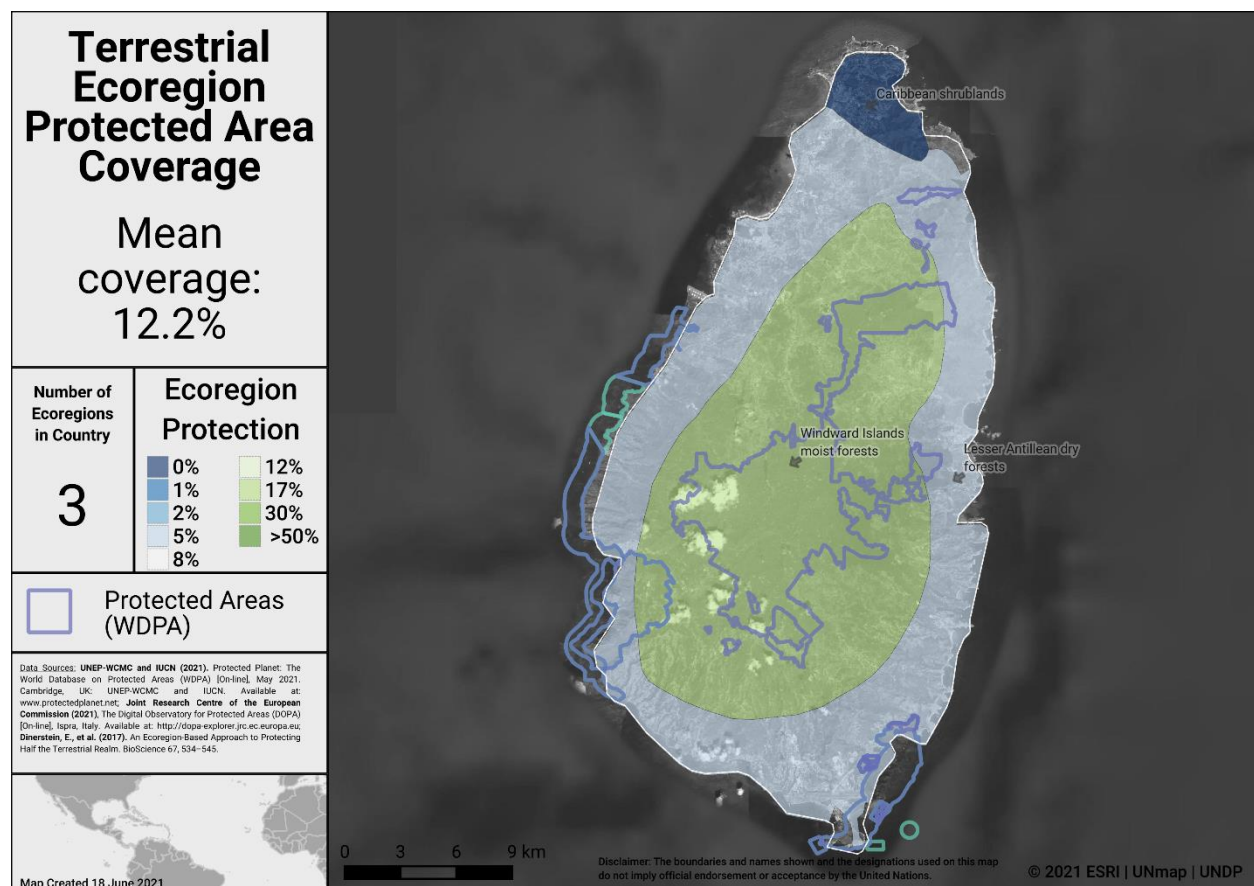 Terrestrial
Ecoregion
Protected Area
Coverage
Mean
coverage:
12.2%
Number of
Ecoregions
in Country
3
Ecoregion
Protection
0%
1%
2%
5%
8%
12%
17%
30%
>50%
Protected Areas
(WDPA)
Data Sources: UNEP-WCMC and IUCN (2021). Protected Planet: The
World Database on Protected Areas (WDPA) [On-line], May 2021.
Cambridge, UK: UNEP-WCMC and IUCN. Available at:
www.protectedplanet.net; Joint Research Centre of the European
Commission (2021), The Digital Observatory for Protected Areas (DOPA)
[On-line], Ispra, Italy. Available at: http://dopa-explorer.jrc.ec.europa.eu;
Dinerstein, E., et al. (2017). An Ecoregion-Based Approach to Protecting
Half the Terrestrial Realm. BioScience 67, 534–545.
Map Created 18 June 2021
Caribbean shrublands
Windward Islands
moist forests
Lesser Antillean dry
forests
0 3 6 9 km
Disclaimer: The boundaries and names shown and the designations used on this map
do not imply official endorsement or acceptance by the United Nations.
© 2021 ESRI | UNmap | UNDP